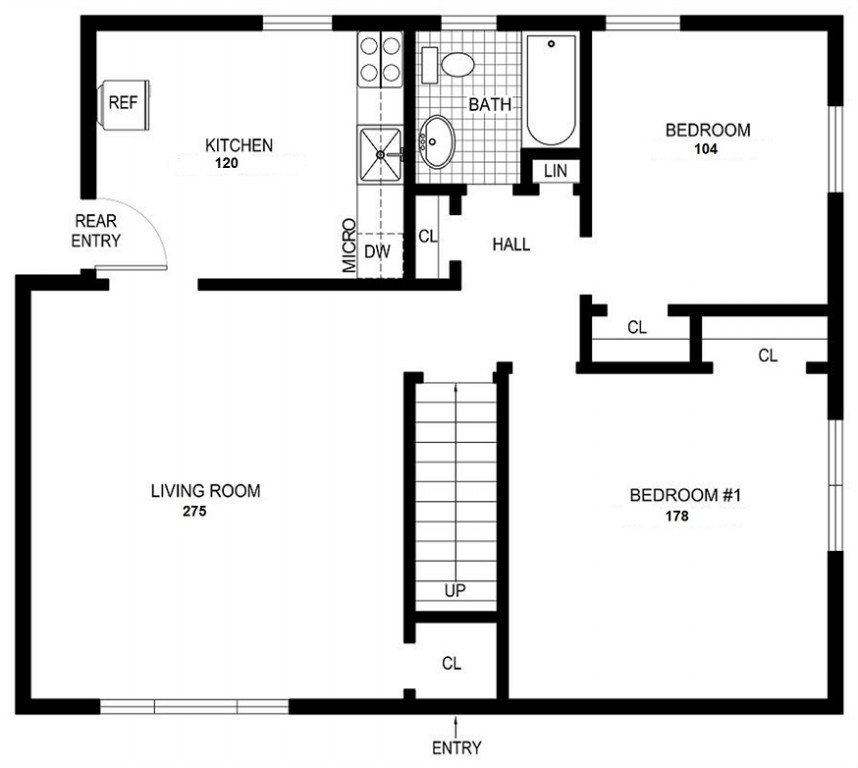 REF
KITCHEN
120
BATH
BEDROOM
104
LIN
REAR
ENTRY
MICRO
DW
CL
HALL
CL
CL
LIVING ROOM
275
BEDROOM #1
178
UP
CL
ENTRY